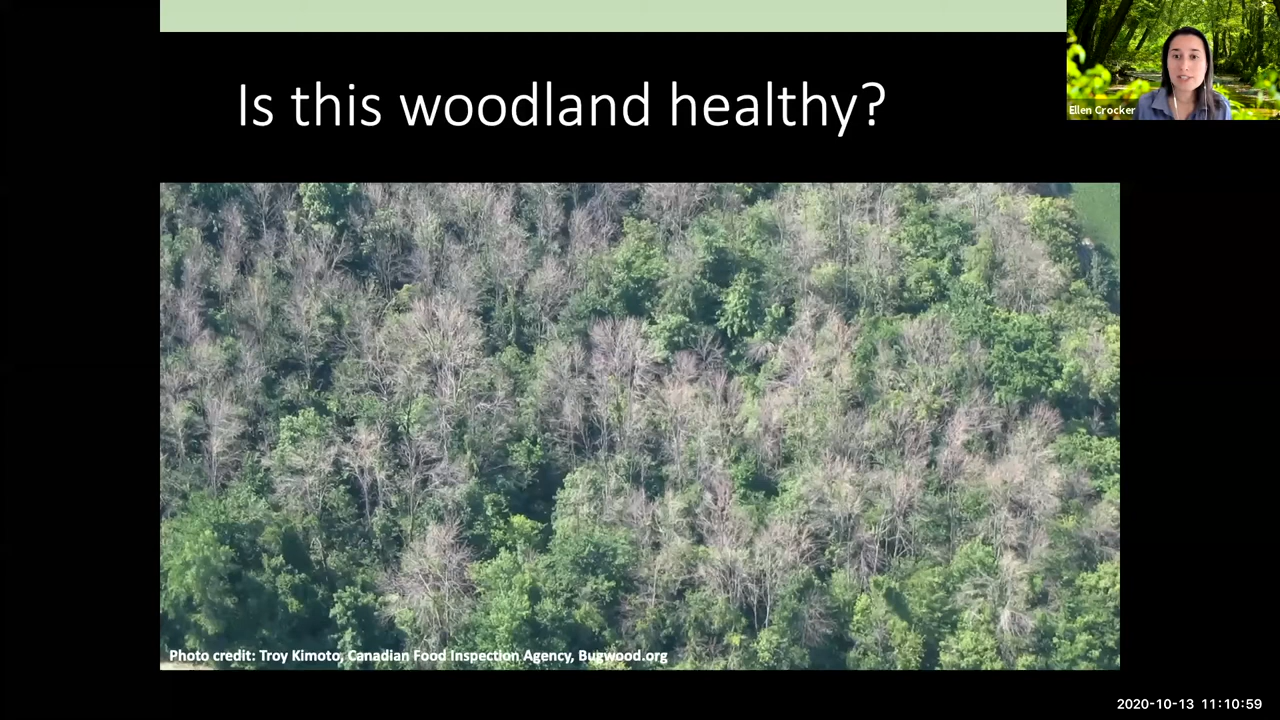 Is this woodland healthy?
Ellen Crocker
Photo credit: Troy Kimoto, Canadian Food Inspection Agency, Bugwood.org
2020-10-13 11:10:59